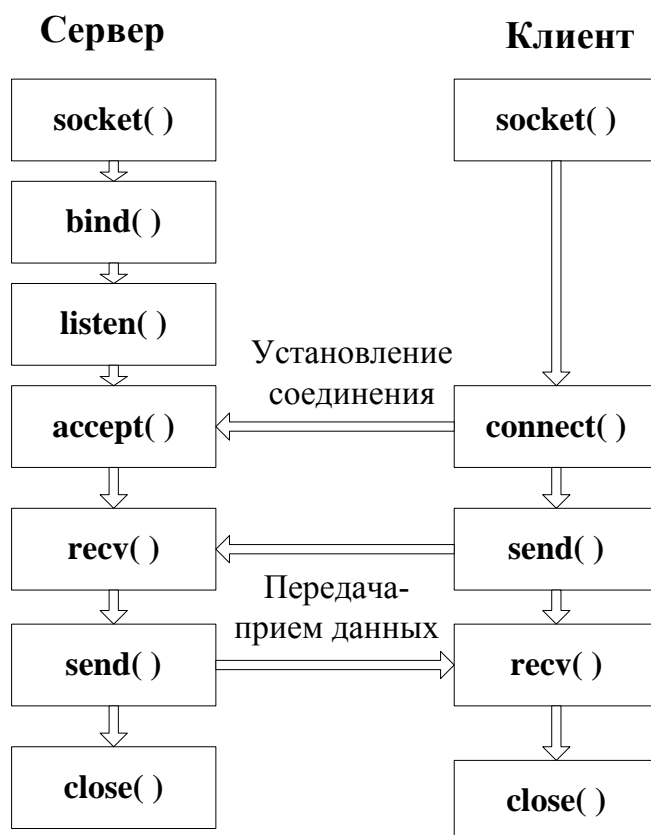 Сервер
Клиент
socket( )
socket( )
bind( )
listen( )
Установление
соединения
accept( )
connect( )
recv( )
send( )
Передача-
прием данных
send( )
recv( )
close( )
close( )